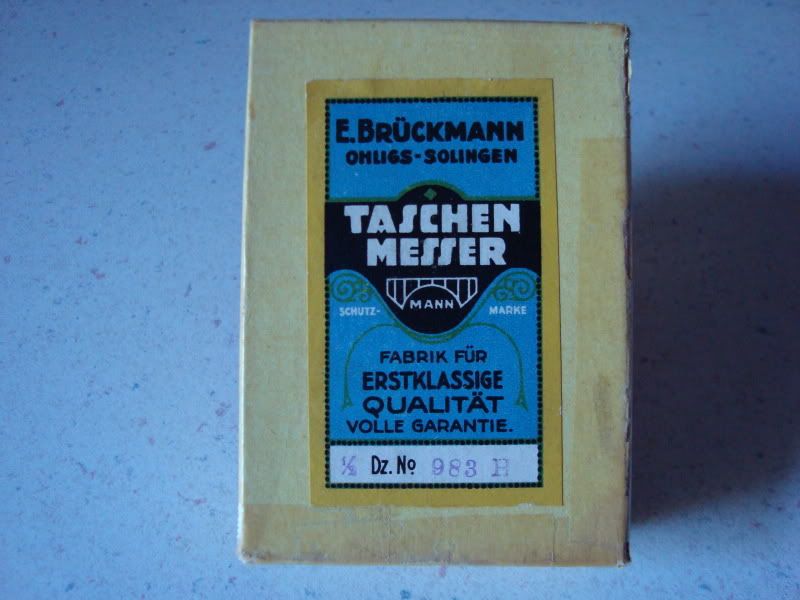 E. BRÜCKMANN
OHLIGS-SOLINGEN
TASCHEN
MESSER
MANN
SCHUTZ- MARKE
FABRIK FÜR
ERSTKLASSIGE
QUALITÄT
VOLLE GARANTIE.
½ Dz. No 983 H